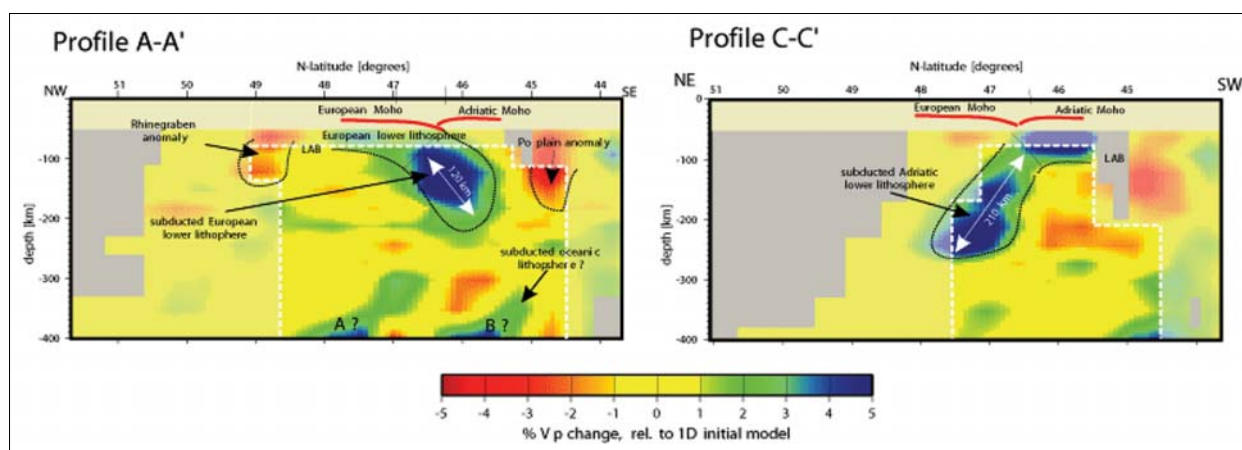 Profile A-A'
N-latitude [degrees]
NW
51 50 49 48 47 46 45 44
SE
0
European Moho
Adriatic Moho
Rhinegraben
anomaly
European lower lithosphere
LAB
Po plain anomaly
-100
120 km
subducted European
lower lithophere
-200
depth [km]
subducted oceanic
lithopshere ?
-300
A ?
B ?
-400
Profile C-C'
N-latitude [degrees]
NE
51 50 49 48 47 46 45
SW
0
European Moho
Adriatic Moho
-100
LAB
subducted Adriatic
lower lithosphere
-200
210 km
depth [km]
-300
-400
-5 -4 -3 -2 -1 0 1 2 3 4 5
% V p change, rel. to 1D initial model